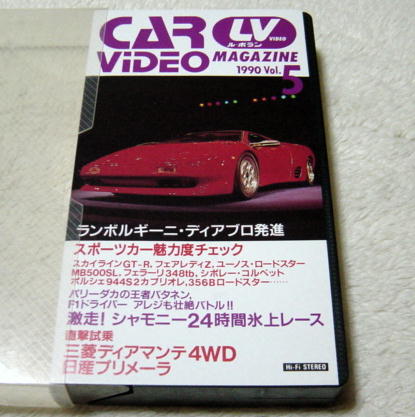 CAR LV VIDEO
ル・ボラン
ViDEO MAGAZINE
1990 Vol. 5
ランボルギーニ・ディアブロ発進
スポーツカー魅力度チェック
スカイラインGT-R, フェアレディZ, ユーノス・ロードスター
MB500SL, フェラーリ348tb, シボレー・コルベット
ポルシェ944S2カブリオレ, 356Bロードスター……
パリーダカの王者バタネン,
F1ドライバー アレジも壮絶バトル!!
激走! シャモニー24時間氷上レース
直撃試乗
三菱ディアマンテ4WD
日産プリメーラ
Hi-Fi STEREO